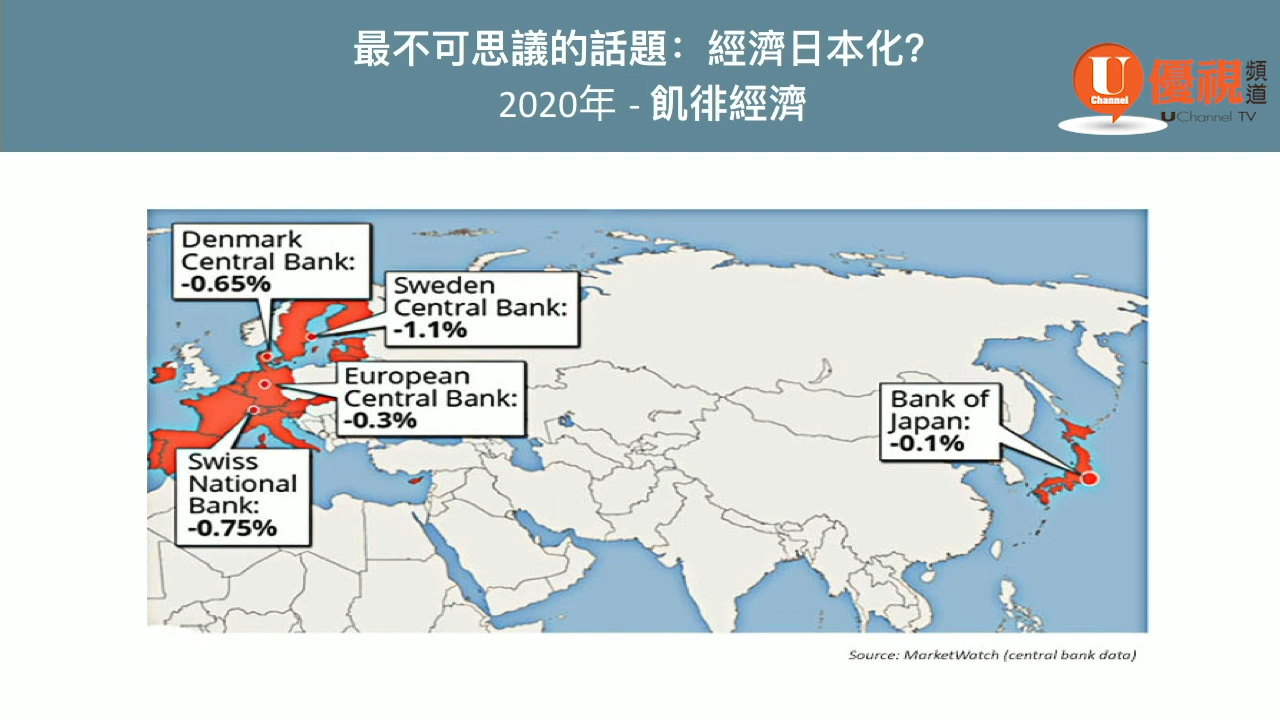 最不可思議的話題：經濟日本化?
2020年 - 飢徘經濟
U
Channel
優視
頻道
UChannel TV
Denmark
Central Bank:
-0.65%
Sweden
Central Bank:
-1.1%
European
Central Bank:
-0.3%
Swiss
National
Bank:
-0.75%
Bank of
Japan:
-0.1%
Source: MarketWatch (central bank data)